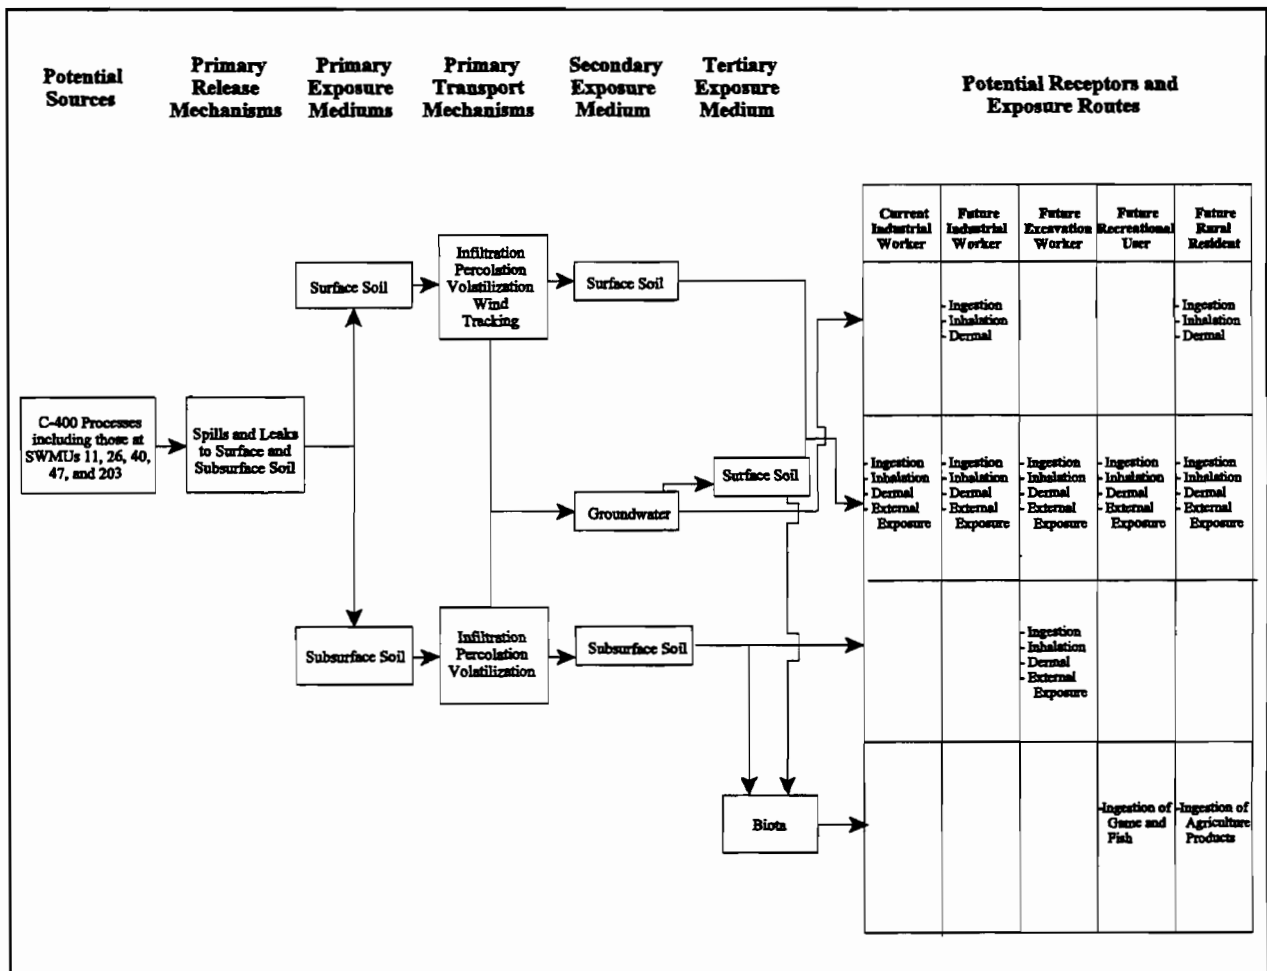 Potential
Sources
Primary
Release
Mechanisms
Primary
Exposure
Mediums
Primary
Transport
Mechanisms
Secondary
Exposure
Medium
Tertiary
Exposure
Medium
Potential Receptors and
Exposure Routes
Current
Industrial
Worker
Future
Industrial
Worker
Future
Excavation
Worker
Future
Recreational
User
Future
Rural
Resident
C-400 Processes
including those at
SWMUs 11, 26, 40,
47, and 203
Spills and Leaks
to Surface and
Subsurface Soil
Surface Soil
Infiltration
Percolation
Volatilization
Wind
Tracking
Surface Soil
Groundwater
Surface Soil
Subsurface Soil
Infiltration
Percolation
Volatilization
Subsurface Soil
Biota
- Ingestion
- Inhalation
- Dermal
- Ingestion
- Inhalation
- Dermal
- Ingestion
- Inhalation
- Dermal
- External
Exposure
- Ingestion
- Inhalation
- Dermal
- External
Exposure
- Ingestion
- Inhalation
- Dermal
- External
Exposure
- Ingestion
- Inhalation
- Dermal
- External
Exposure
- Ingestion
- Inhalation
- Dermal
- External
Exposure
- Ingestion
- Inhalation
- Dermal
- External
Exposure
-Ingestion of
Game and
Fish
-Ingestion of
Agriculture
Products